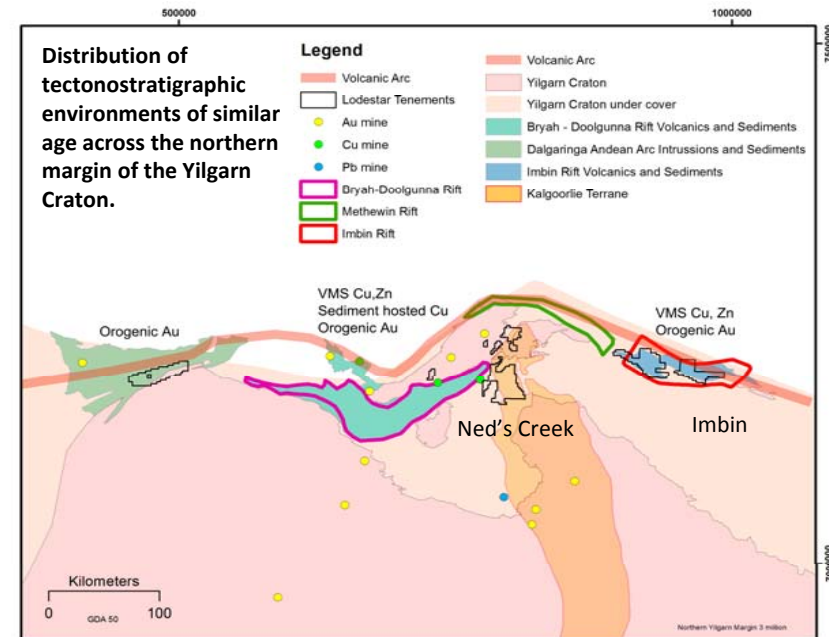 500000
1000000
Distribution of
tectonostratigraphic
environments of similar
age across the northern
margin of the Yilgarn
Craton.
Legend
Volcanic Arc
Lodestar Tenements
Au mine
Cu mine
Pb mine
Bryah-Doolgunna Rift
Methewin Rift
Imbin Rift
Volcanic Arc
Yilgarn Craton
Yilgarn Craton under cover
Bryah - Doolgunna Rift Volcanics and Sediments
Dalgaringa Andean Arc Intrussions and Sediments
Imbin Rift Volcanics and Sediments
Kalgoorlie Terrane
7500000
Orogenic Au
VMS Cu,Zn
Sediment hosted Cu
Orogenic Au
VMS Cu, Zn
Orogenic Au
Ned's Creek
Imbin
7000000
Kilometers
0 100
GDA 50
Northern Yilgarn Margin 3 million